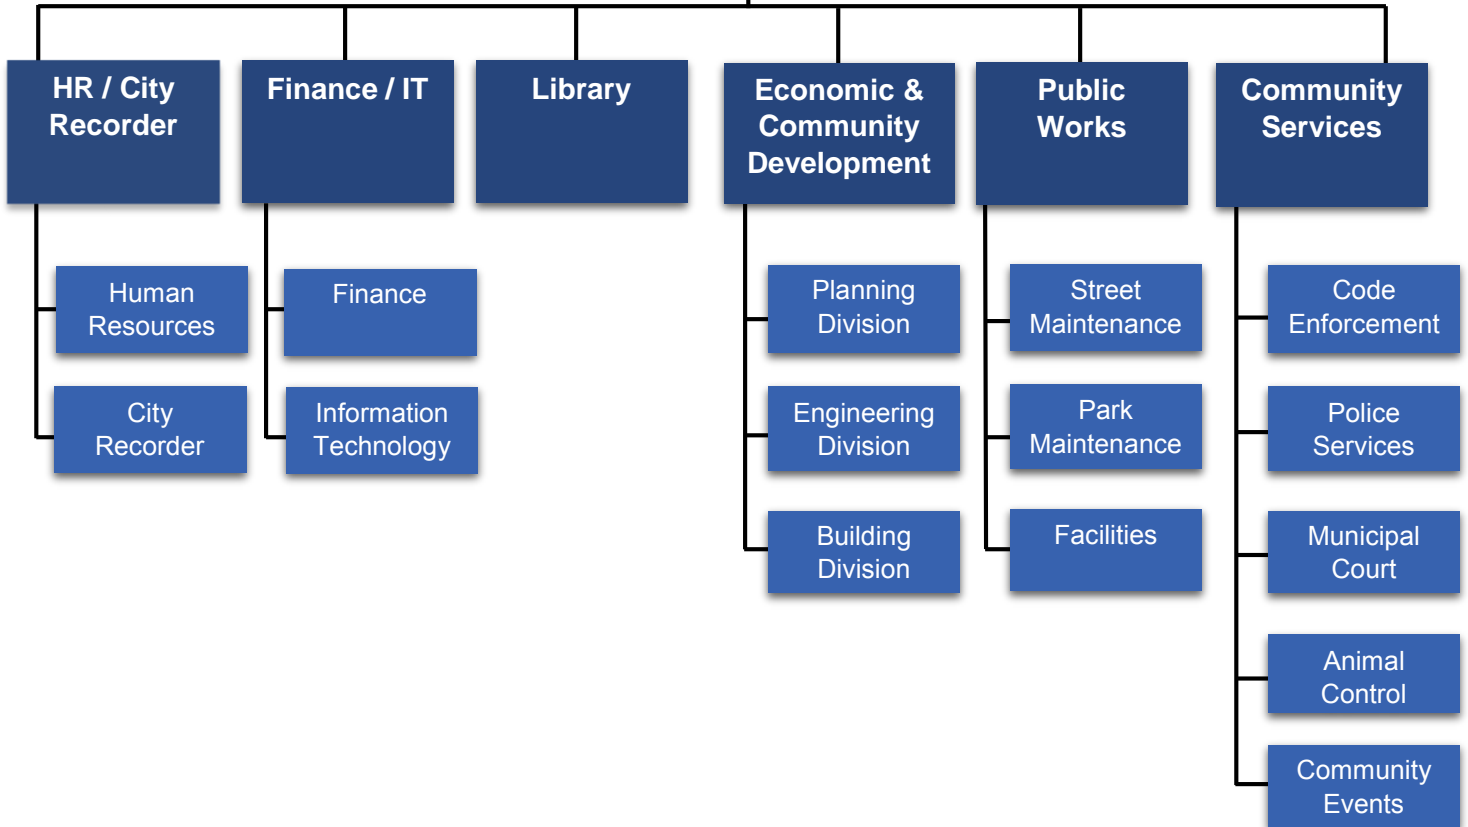 HR / City
Recorder
Finance / IT
Library
Economic &
Community
Development
Public
Works
Community
Services
Human
Resources
City
Recorder
Finance
Information
Technology
Planning
Division
Engineering
Division
Building
Division
Street
Maintenance
Park
Maintenance
Facilities
Code
Enforcement
Police
Services
Municipal
Court
Animal
Control
Community
Events